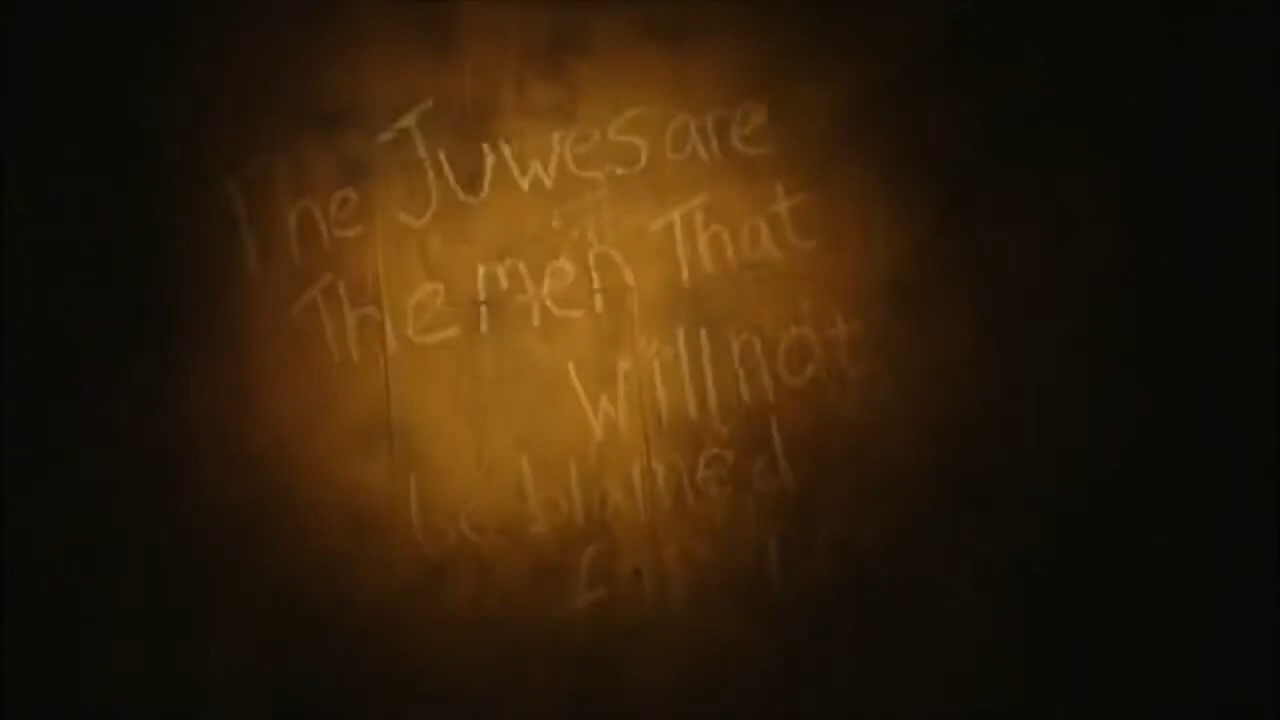 The Juwes are
The men That
Will not
be blamed